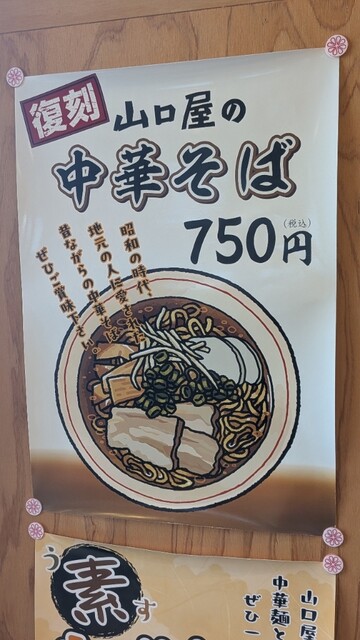 復刻
山口屋の
中華そば
750円
(税込)
昭和の時代、
地元の人に愛された
昔ながらの中華そば。
ぜひご賞味下さい。
うす
素
山口屋
中華麺と
ぜひ一